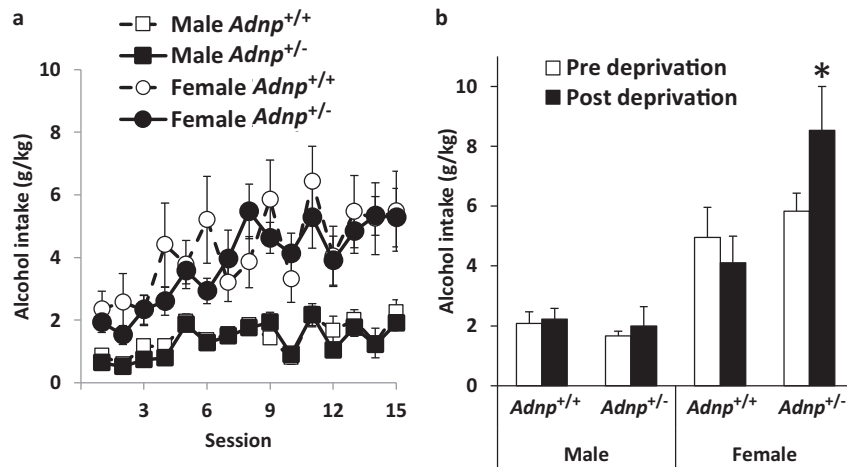 a
Male Adnp+/+
Male Adnp+/-
Female Adnp+/+
Female Adnp+/-
10
8
6
4
2
0
Alcohol intake (g/kg)
3 6 9 12 15
Session
b
Pre deprivation
Post deprivation
*
10
8
6
4
2
0
Alcohol intake (g/kg)
Adnp+/+ Adnp+/- Adnp+/+ Adnp+/-
Male Female